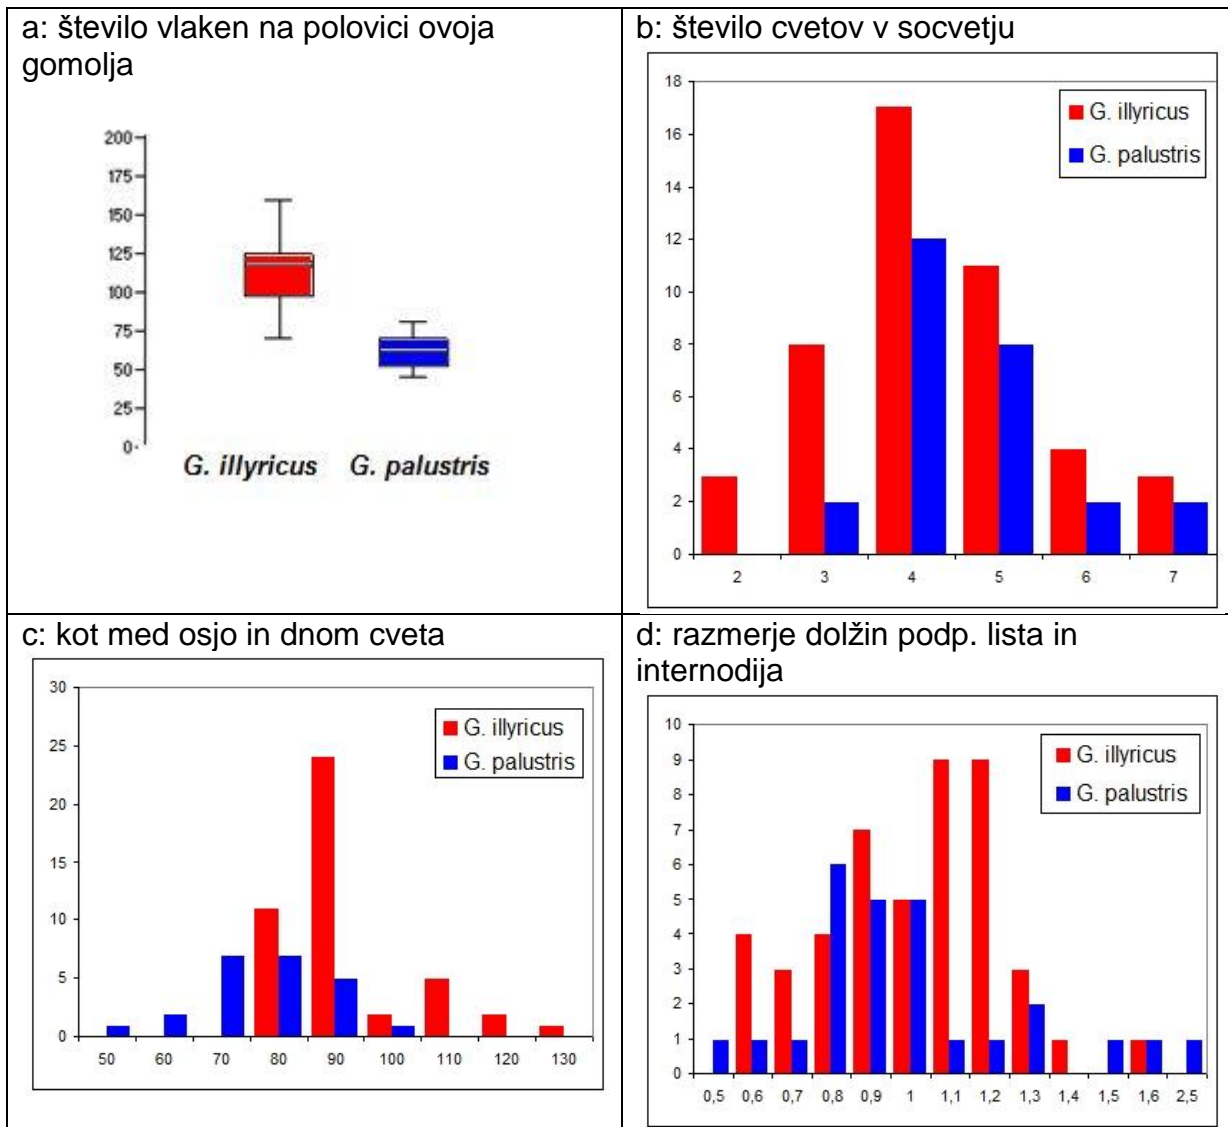 a: število vlaken na polovici ovoja
gomolja
200
175
150
125
100
75
50
25
0
G. illyricus G. palustris
b: število cvetov v socvetju
18
16
14
12
10
8
6
4
2
0
G. illyricus
G. palustris
2 3 4 5 6 7
c: kot med osjo in dnom cveta
30
25
20
15
10
5
0
G. illyricus
G. palustris
50 60 70 80 90 100 110 120 130
d: razmerje dolžin podp. lista in
internodija
10
9
8
7
6
5
4
3
2
1
0
G. illyricus
G. palustris
0,5 0,6 0,7 0,8 0,9 1 1,1 1,2 1,3 1,4 1,5 1,6 2,5